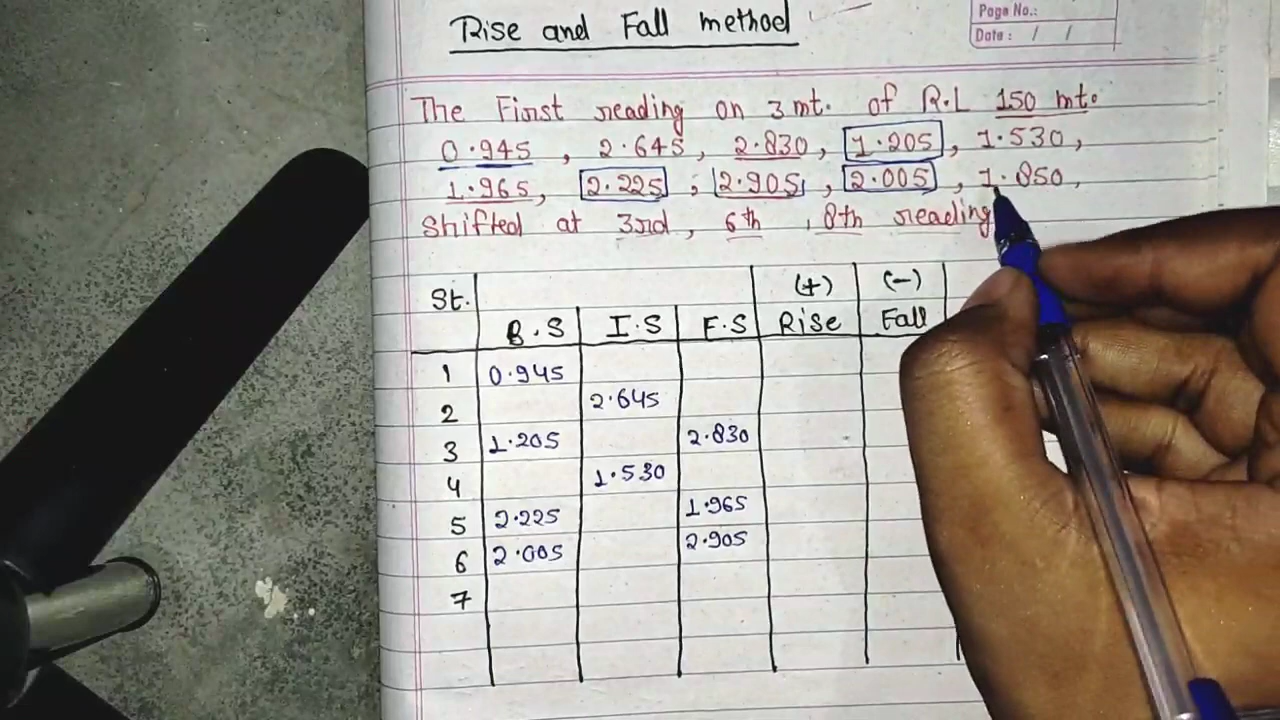 Rise and Fall method
Page No.:
Date : / /
The First reading on 3 mt. of R.L 150 mt.
0.945, 2.645, 2.830, 1.205, 1.530,
1.965, 2.225, 2.905, 2.005, 1.850,
Shifted at 3rd, 6th, 8th reading
St. B.S I.S F.S (+) Rise (-) Fall
1 0.945
2 2.645
3 1.205 2.830
4 1.530
5 2.225 1.965
6 2.005 2.905
7